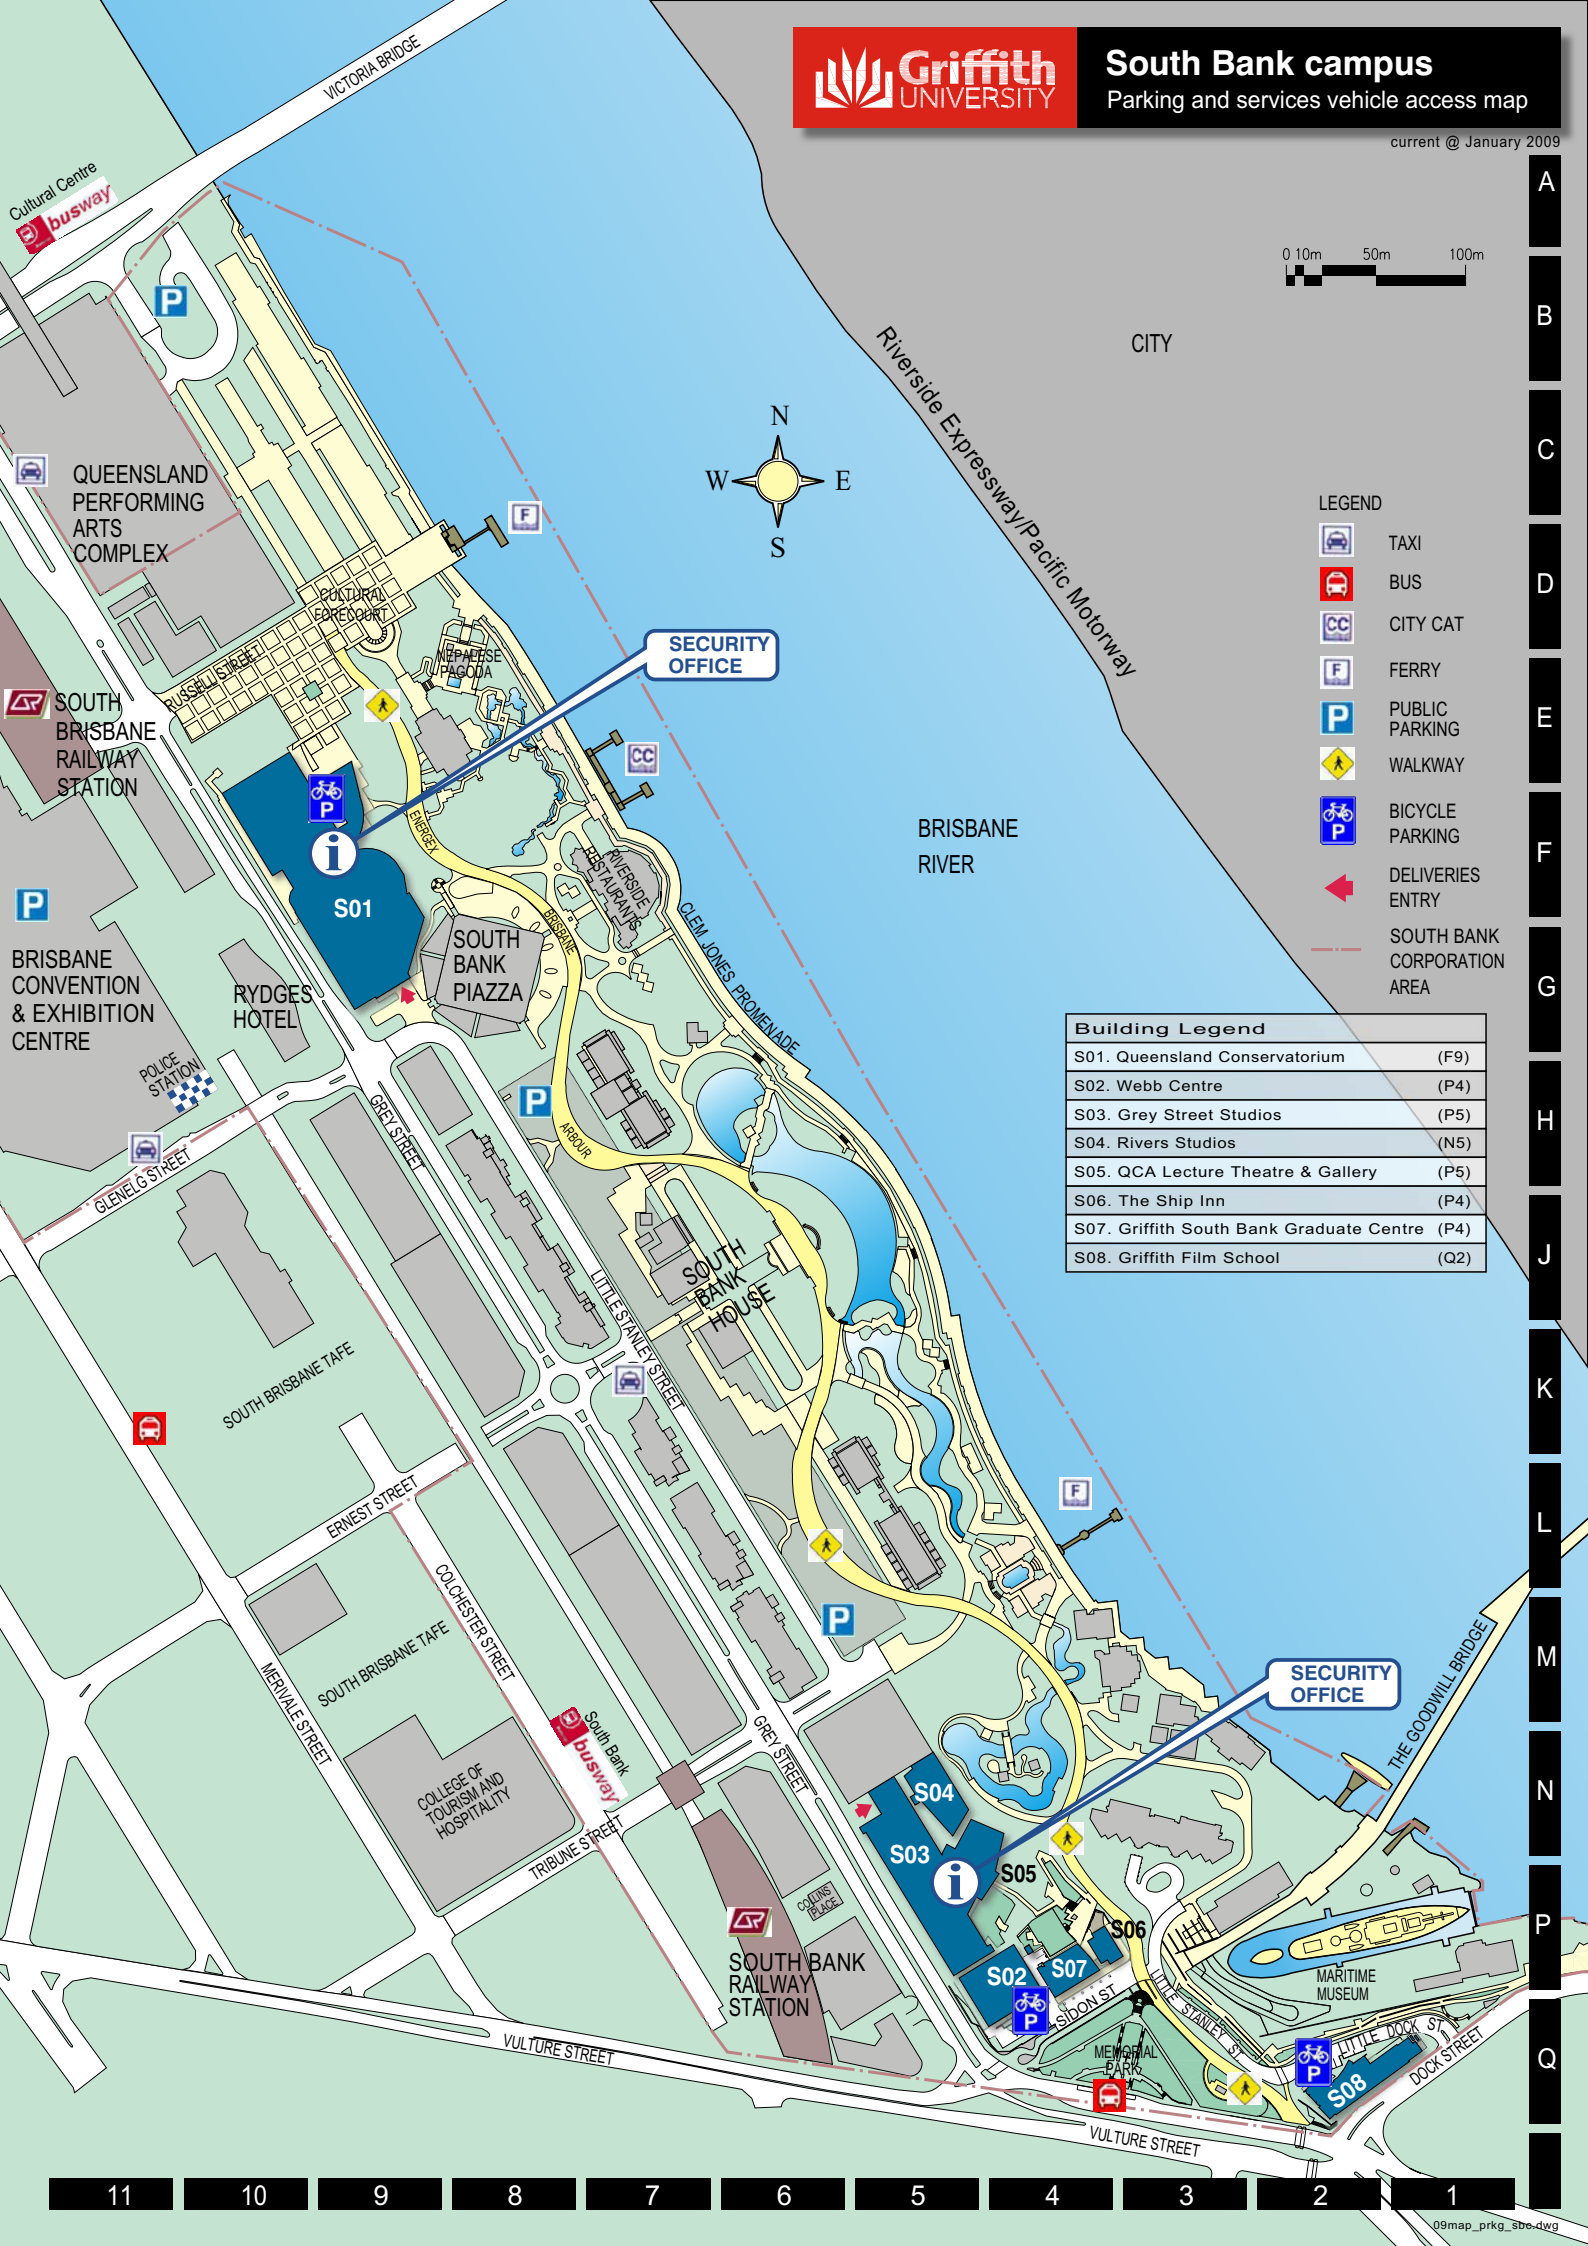 Griffith
UNIVERSITY
South Bank campus
Parking and services vehicle access map
current @ January 2009
VICTORIA BRIDGE
Cultural Centre
busway
A
B
C
D
E
F
G
H
J
K
L
M
N
P
Q
0 10m 50m 100m
CITY
Riverside Expressway/Pacific Motorway
N
W E
S
P
QUEENSLAND
PERFORMING
ARTS
COMPLEX
F
CULTURAL
FORECOURT
NEPALESE
PAGODA
RUSSELL STREET
SECURITY
OFFICE
SOUTH
BRISBANE
RAILWAY
STATION
CC
P
i
S01
ENERGEX
BRISBANE
ARBOUR
BRISBANE
RIVER
RIVERSIDE
RESTAURANTS
CLEM JONES PROMENADE
P
BRISBANE
CONVENTION
& EXHIBITION
CENTRE
RYDGES
HOTEL
SOUTH
BANK
PIAZZA
POLICE
STATION
P
GREY STREET
GLENELG STREET
LEGEND
TAXI
BUS
CC CITY CAT
F FERRY
P PUBLIC
PARKING
WALKWAY
P BICYCLE
PARKING
DELIVERIES
ENTRY
SOUTH BANK
CORPORATION
AREA
Building Legend
S01. Queensland Conservatorium (F9)
S02. Webb Centre (P4)
S03. Grey Street Studios (P5)
S04. Rivers Studios (N5)
S05. QCA Lecture Theatre & Gallery (P5)
S06. The Ship Inn (P4)
S07. Griffith South Bank Graduate Centre (P4)
S08. Griffith Film School (Q2)
SOUTH
BANK
HOUSE
LITTLE STANLEY STREET
SOUTH BRISBANE TAFE
ERNEST STREET
COLCHESTER STREET
SOUTH BRISBANE TAFE
MERIVALE STREET
F
P
SECURITY
OFFICE
THE GOODWILL BRIDGE
South Bank
busway
GREY STREET
COLLEGE OF
TOURISM AND
HOSPITALITY
TRIBUNE STREET
S04
S03
i
S05
S06
S07
S02
P
COLLINS
PLACE
SOUTH BANK
RAILWAY
STATION
SIDON ST
LITTLE STANLEY ST
MARITIME
MUSEUM
LITTLE DOCK ST
DOCK STREET
MEMORIAL
PARK
P
S08
VULTURE STREET
VULTURE STREET
11 10 9 8 7 6 5 4 3 2 1
09map_prkg_sbc.dwg